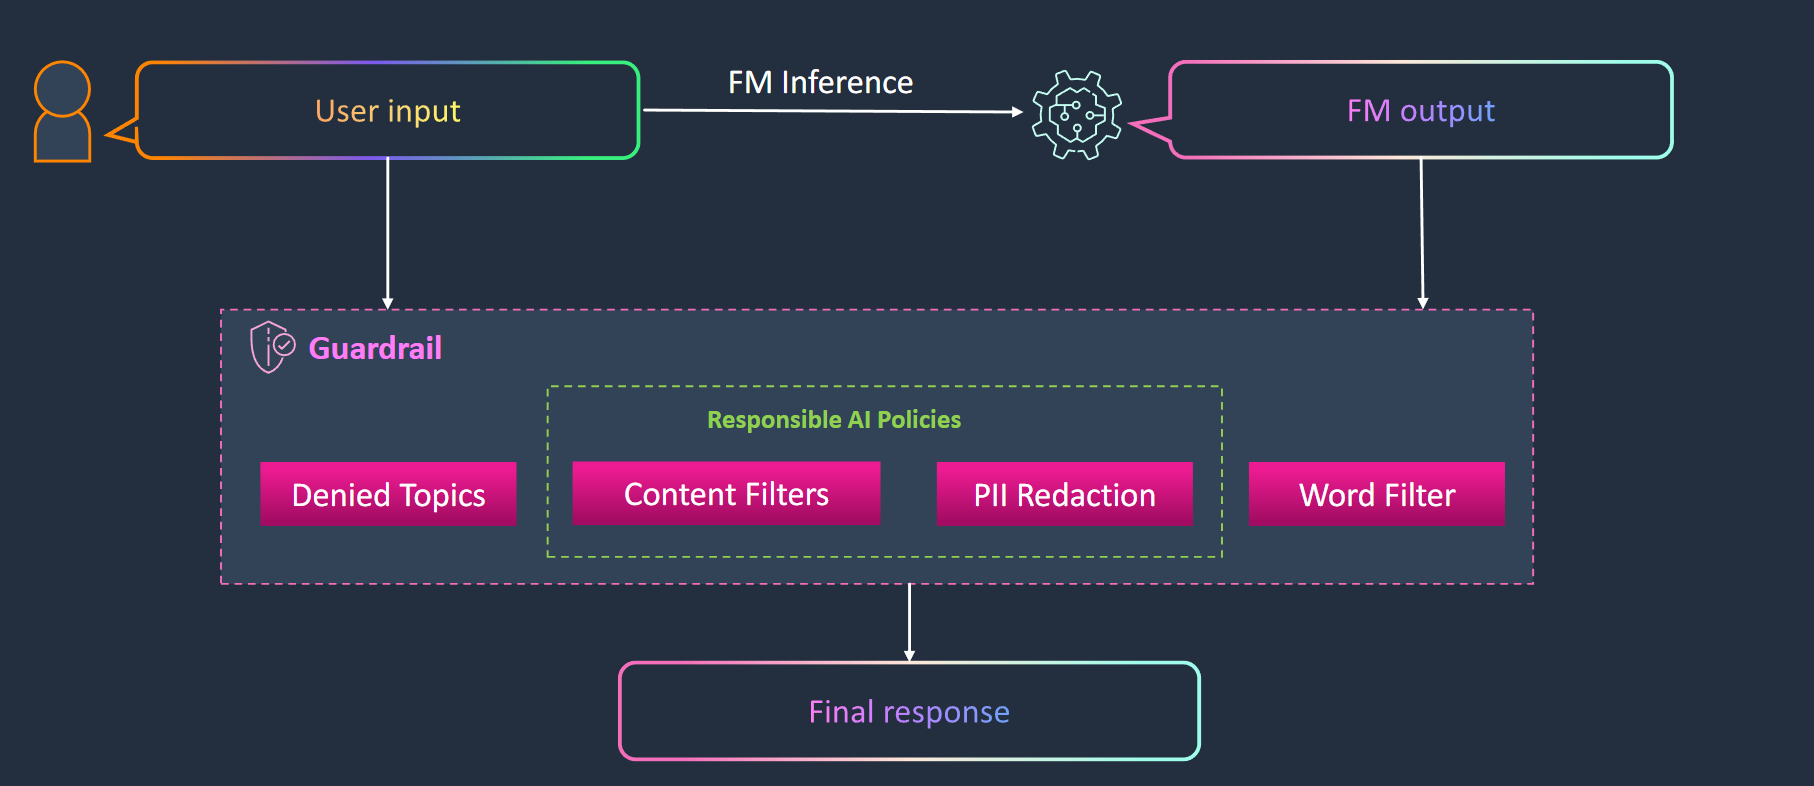 User input
FM Inference
FM output
Guardrail
Responsible AI Policies
Denied Topics
Content Filters
PII Redaction
Word Filter
Final response